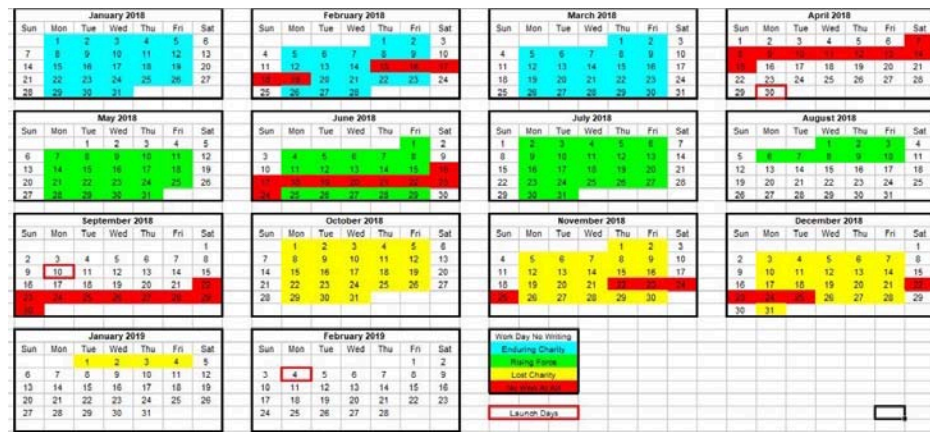 January 2018
Sun Mon Tue Wed Thu Fri Sat
1 2 3 4 5 6
7 8 9 10 11 12 13
14 15 16 17 18 19 20
21 22 23 24 25 26 27
28 29 30 31
February 2018
Sun Mon Tue Wed Thu Fri Sat
1 2 3
4 5 6 7 8 9 10
11 12 13 14 15 16 17
18 19 20 21 22 23 24
25 26 27 28
March 2018
Sun Mon Tue Wed Thu Fri Sat
1 2 3
4 5 6 7 8 9 10
11 12 13 14 15 16 17
18 19 20 21 22 23 24
25 26 27 28 29 30 31
April 2018
Sun Mon Tue Wed Thu Fri Sat
1 2 3 4 5 6 7
8 9 10 11 12 13 14
15 16 17 18 19 20 21
22 23 24 25 26 27 28
29 30
May 2018
Sun Mon Tue Wed Thu Fri Sat
1 2 3 4 5
6 7 8 9 10 11 12
13 14 15 16 17 18 19
20 21 22 23 24 25 26
27 28 29 30 31
June 2018
Sun Mon Tue Wed Thu Fri Sat
1 2
3 4 5 6 7 8 9
10 11 12 13 14 15 16
17 18 19 20 21 22 23
24 25 26 27 28 29 30
July 2018
Sun Mon Tue Wed Thu Fri Sat
1 2 3 4 5 6 7
8 9 10 11 12 13 14
15 16 17 18 19 20 21
22 23 24 25 26 27 28
29 30 31
August 2018
Sun Mon Tue Wed Thu Fri Sat
1 2 3 4
5 6 7 8 9 10 11
12 13 14 15 16 17 18
19 20 21 22 23 24 25
26 27 28 29 30 31
September 2018
Sun Mon Tue Wed Thu Fri Sat
1
2 3 4 5 6 7 8
9 10 11 12 13 14 15
16 17 18 19 20 21 22
23 24 25 26 27 28 29
30
October 2018
Sun Mon Tue Wed Thu Fri Sat
1 2 3 4 5 6
7 8 9 10 11 12 13
14 15 16 17 18 19 20
21 22 23 24 25 26 27
28 29 30 31
November 2018
Sun Mon Tue Wed Thu Fri Sat
1 2 3
4 5 6 7 8 9 10
11 12 13 14 15 16 17
18 19 20 21 22 23 24
25 26 27 28 29 30
December 2018
Sun Mon Tue Wed Thu Fri Sat
1
2 3 4 5 6 7 8
9 10 11 12 13 14 15
16 17 18 19 20 21 22
23 24 25 26 27 28 29
30 31
January 2019
Sun Mon Tue Wed Thu Fri Sat
1 2 3 4 5
6 7 8 9 10 11 12
13 14 15 16 17 18 19
20 21 22 23 24 25 26
27 28 29 30 31
February 2019
Sun Mon Tue Wed Thu Fri Sat
1 2
3 4 5 6 7 8 9
10 11 12 13 14 15 16
17 18 19 20 21 22 23
24 25 26 27 28
Work Day No Writing
Enduring Charity
Rising Force
Lost Charity
No Work At All
Launch Days